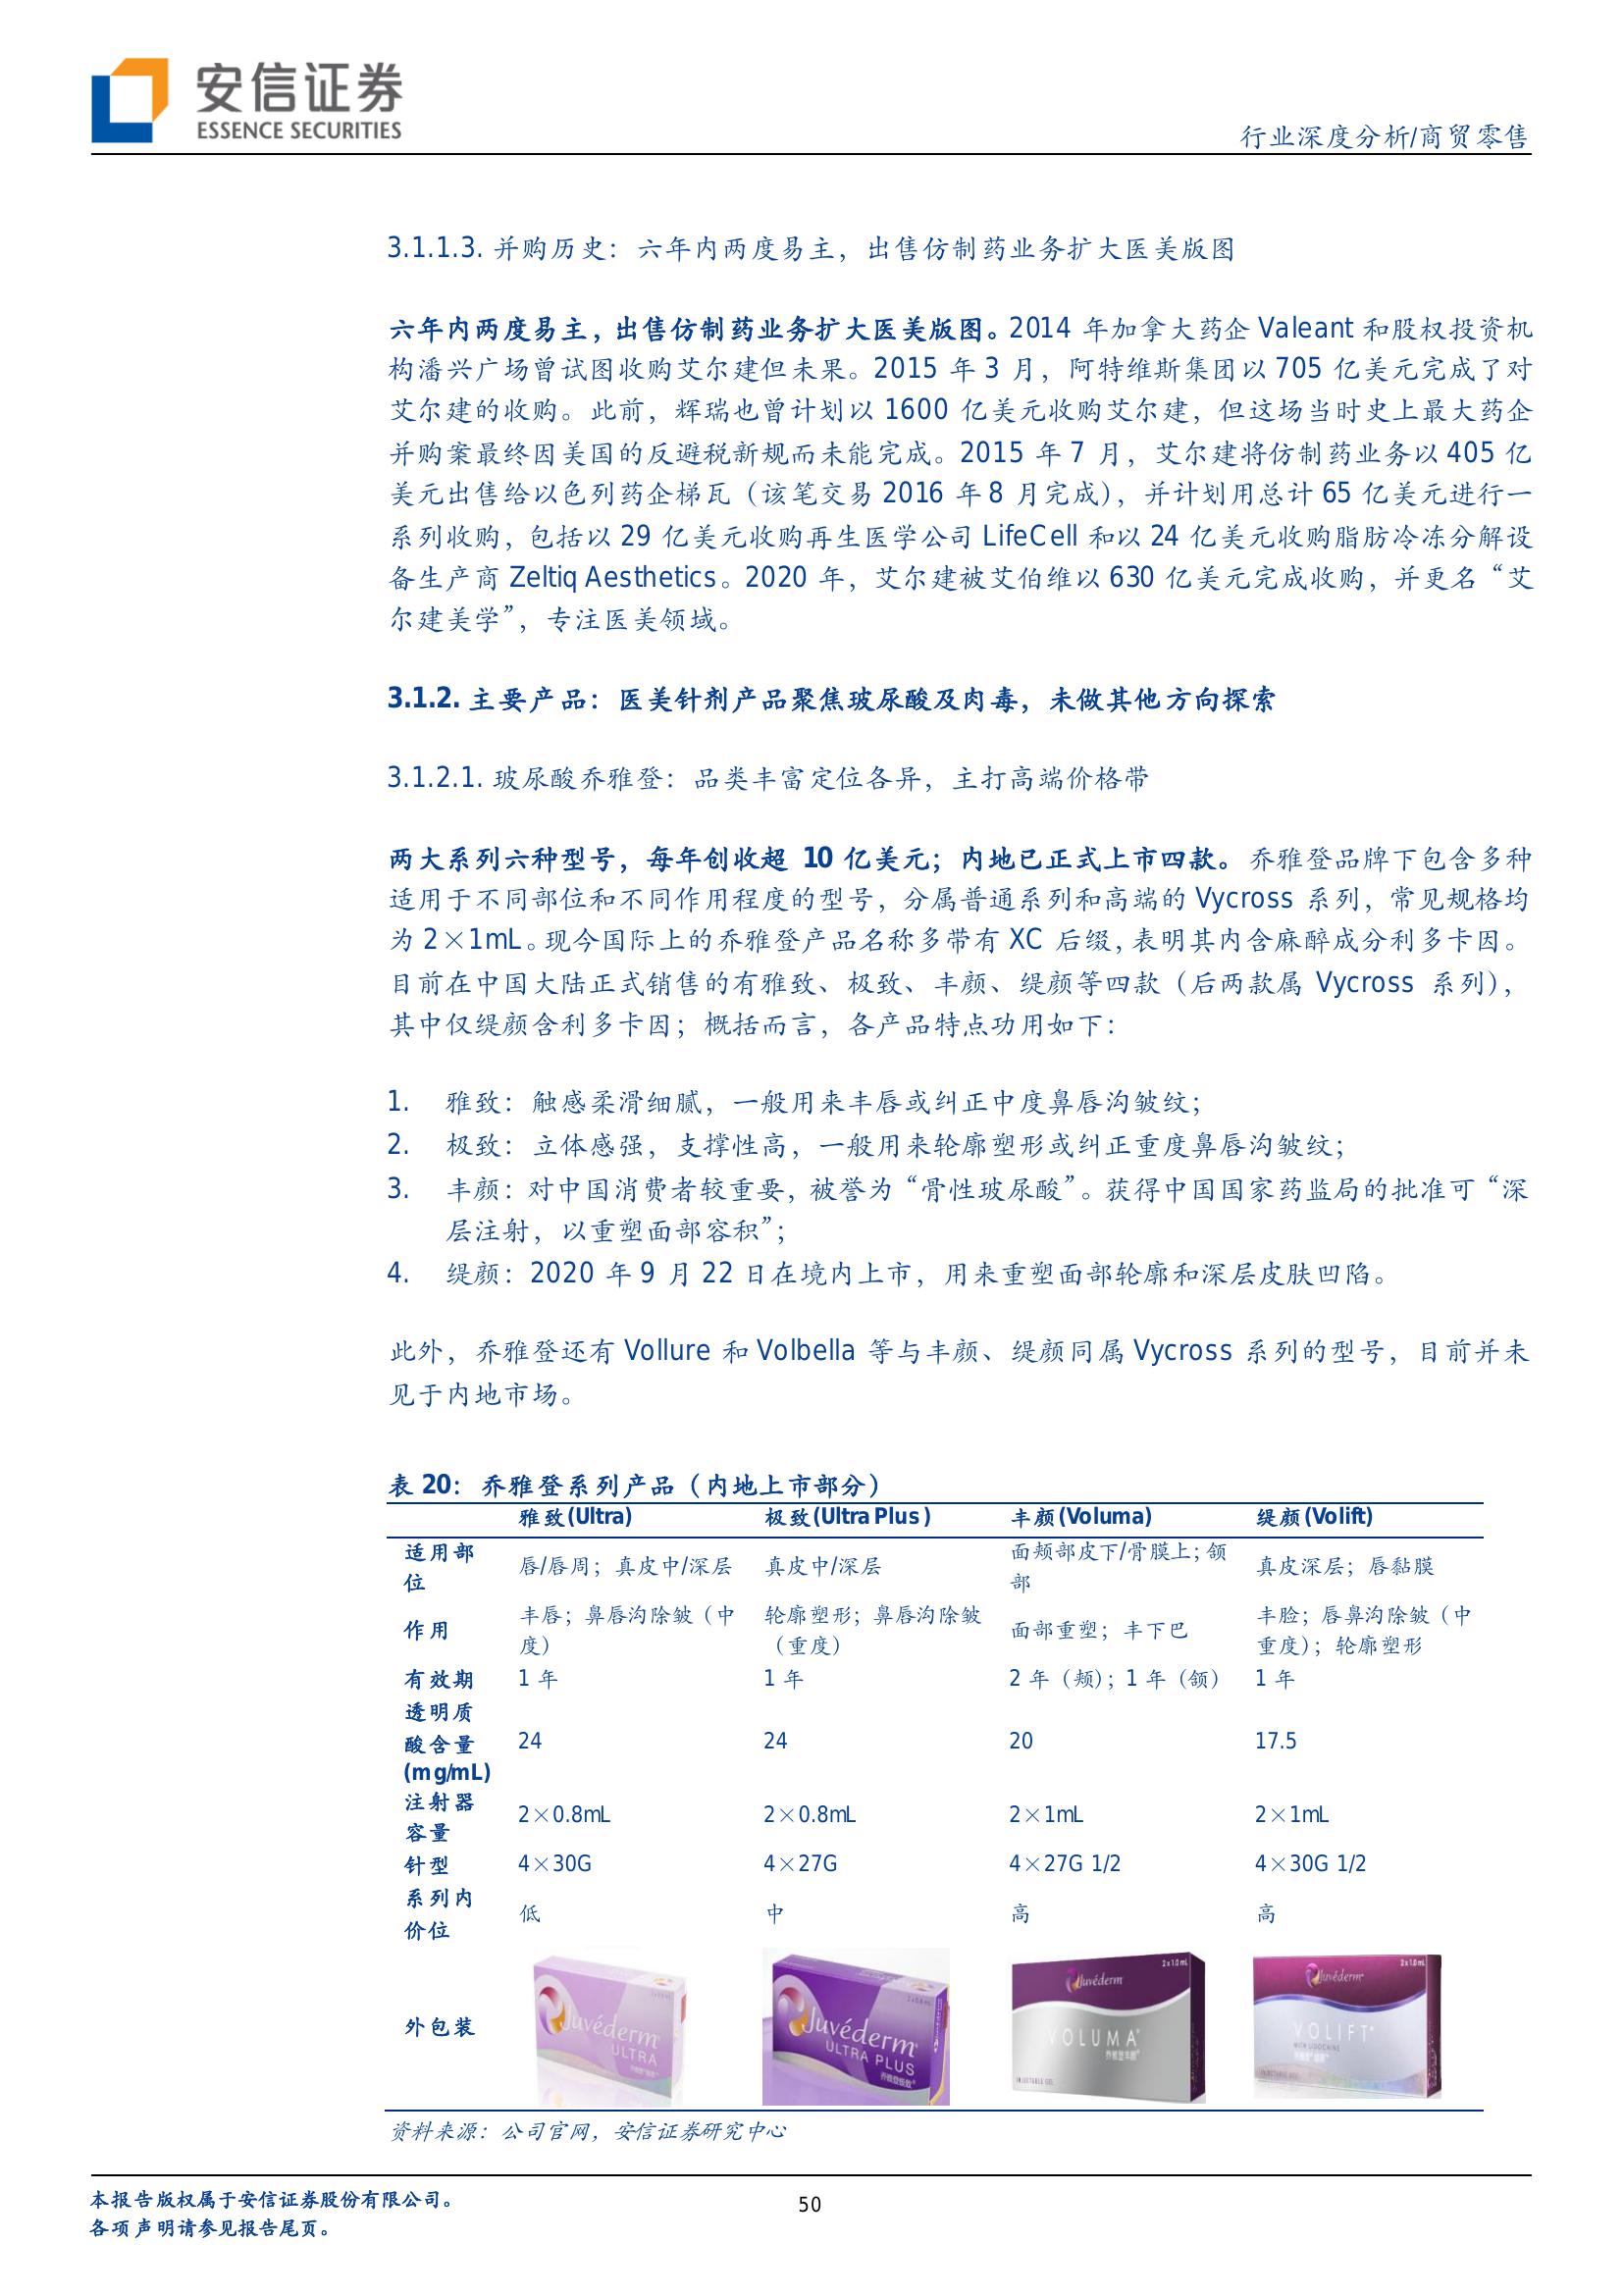 安信证券
ESSENCE SECURITIES
行业深度分析/商贸零售
3.1.1.3. 并购历史：六年内两度易主，出售仿制药业务扩大医美版图
六年内两度易主，出售仿制药业务扩大医美版图。2014 年加拿大药企 Valeant 和股权投资机
构潘兴广场曾试图收购艾尔建但未果。2015 年 3 月，阿特维斯集团以 705 亿美元完成了对
艾尔建的收购。此前，辉瑞也曾计划以 1600 亿美元收购艾尔建，但这场当时史上最大药企
并购案最终因美国的反避税新规而未能完成。2015 年 7 月，艾尔建将仿制药业务以 405 亿
美元出售给以色列药企梯瓦（该笔交易 2016 年 8 月完成），并计划用总计 65 亿美元进行一
系列收购，包括以 29 亿美元收购再生医学公司 LifeCell 和以 24 亿美元收购脂肪冷冻分解设
备生产商 Zeltiq Aesthetics。2020 年，艾尔建被艾伯维以 630 亿美元完成收购，并更名“艾
尔建美学”，专注医美领域。
3.1.2. 主要产品：医美针剂产品聚焦玻尿酸及肉毒，未做其他方向探索
3.1.2.1. 玻尿酸乔雅登：品类丰富定位各异，主打高端价格带
两大系列六种型号，每年创收超 10 亿美元；内地已正式上市四款。乔雅登品牌下包含多种
适用于不同部位和不同作用程度的型号，分属普通系列和高端的 Vycross 系列，常见规格均
为 2×1mL。现今国际上的乔雅登产品名称多带有 XC 后缀，表明其内含麻醉成分利多卡因。
目前在中国大陆正式销售的有雅致、极致、丰颜、缇颜等四款（后两款属 Vycross 系列），
其中仅缇颜含利多卡因；概括而言，各产品特点功用如下：
1. 雅致：触感柔滑细腻，一般用来丰唇或纠正中度鼻唇沟皱纹；
2. 极致：立体感强，支撑性高，一般用来轮廓塑形或纠正重度鼻唇沟皱纹；
3. 丰颜：对中国消费者较重要，被誉为“骨性玻尿酸”。获得中国国家药监局的批准可“深
层注射，以重塑面部容积”；
4. 缇颜：2020 年 9 月 22 日在境内上市，用来重塑面部轮廓和深层皮肤凹陷。
此外，乔雅登还有 Vollure 和 Volbella 等与丰颜、缇颜同属 Vycross 系列的型号，目前并未
见于内地市场。
表 20：乔雅登系列产品（内地上市部分）
雅致(Ultra) 极致(Ultra Plus) 丰颜(Voluma) 缇颜(Volift)
适用部位 唇/唇周；真皮中/深层 真皮中/深层 面颊部皮下/骨膜上；颌部 真皮深层；唇黏膜
作用 丰唇；鼻唇沟除皱（中度） 轮廓塑形；鼻唇沟除皱（重度） 面部重塑；丰下巴 丰脸；唇鼻沟除皱（中重度）；轮廓塑形
有效期 1 年 1 年 2 年（颊）；1 年（颌） 1 年
透明质酸含量(mg/mL) 24 24 20 17.5
注射器容量 2×0.8mL 2×0.8mL 2×1mL 2×1mL
针型 4×30G 4×27G 4×27G 1/2 4×30G 1/2
系列内价位 低 中 高 高
外包装
Juvéderm
ULTRA
Juvéderm
ULTRA PLUS
乔雅登极致®
2x1.0mL
Juvéderm
VOLUMA
INJECTABLE GEL
2x1.0mL
Juvéderm
VOLIFT
WITH LIDOCAINE
资料来源：公司官网，安信证券研究中心
本报告版权属于安信证券股份有限公司。
各项声明请参见报告尾页。
50